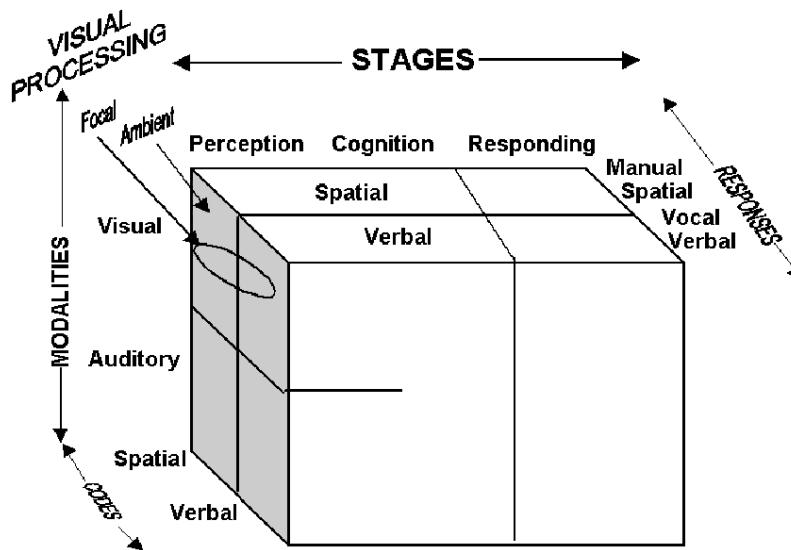 VISUAL
PROCESSING
STAGES
Focal
Ambient
Perception Cognition Responding
Manual
Spatial
Vocal
Verbal
RESPONSES
Spatial
Verbal
Visual
MODALITIES
Auditory
Spatial
Verbal
CODES